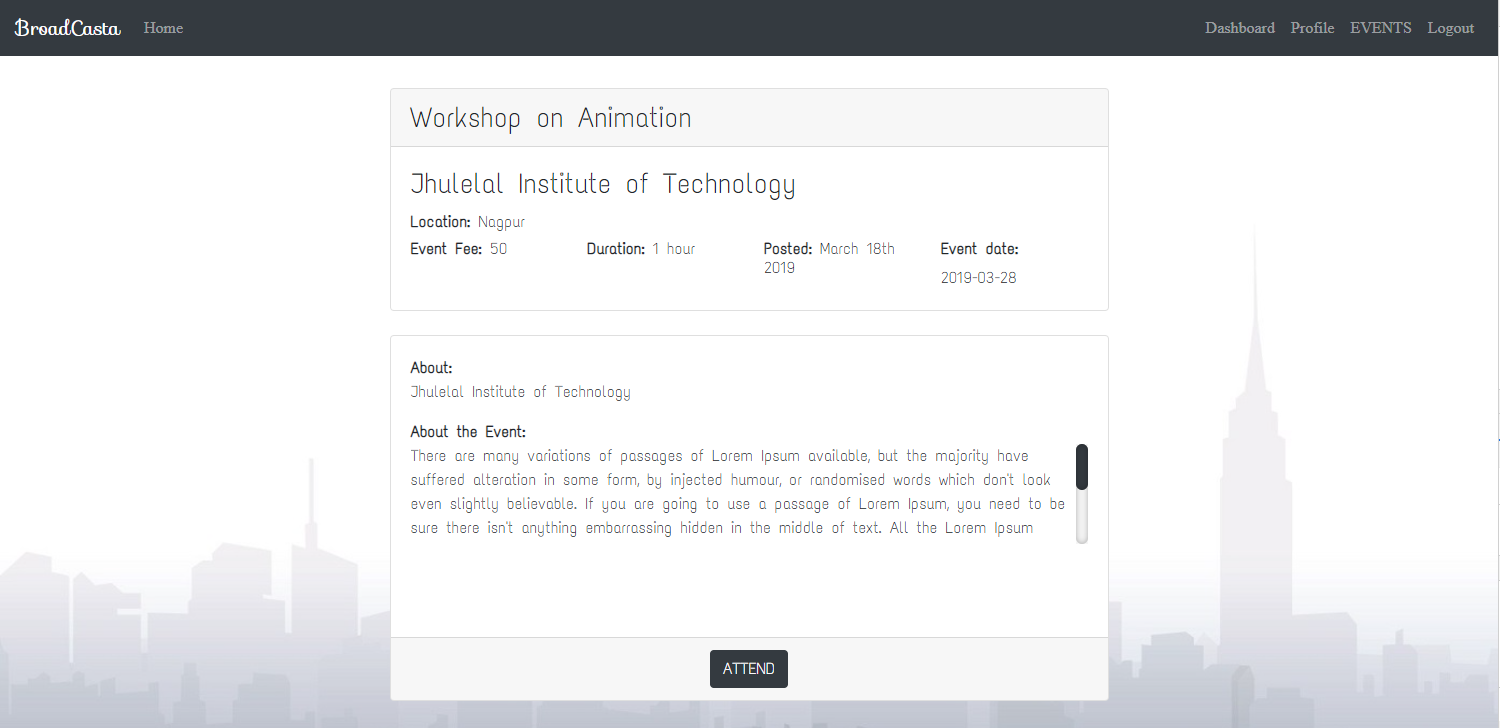 BroadCasta Home Dashboard Profile EVENTS Logout
Workshop on Animation
Jhulelal Institute of Technology
Location: Nagpur
Event Fee: 50 Duration: 1 hour Posted: March 18th Event date:
2019
2019-03-28
About:
Jhulelal Institute of Technology
About the Event:
There are many variations of passages of Lorem Ipsum available, but the majority have
suffered alteration in some form, by injected humour, or randomised words which don't look
even slightly believable. If you are going to use a passage of Lorem Ipsum, you need to be
sure there isn't anything embarrassing hidden in the middle of text. All the Lorem Ipsum
ATTEND